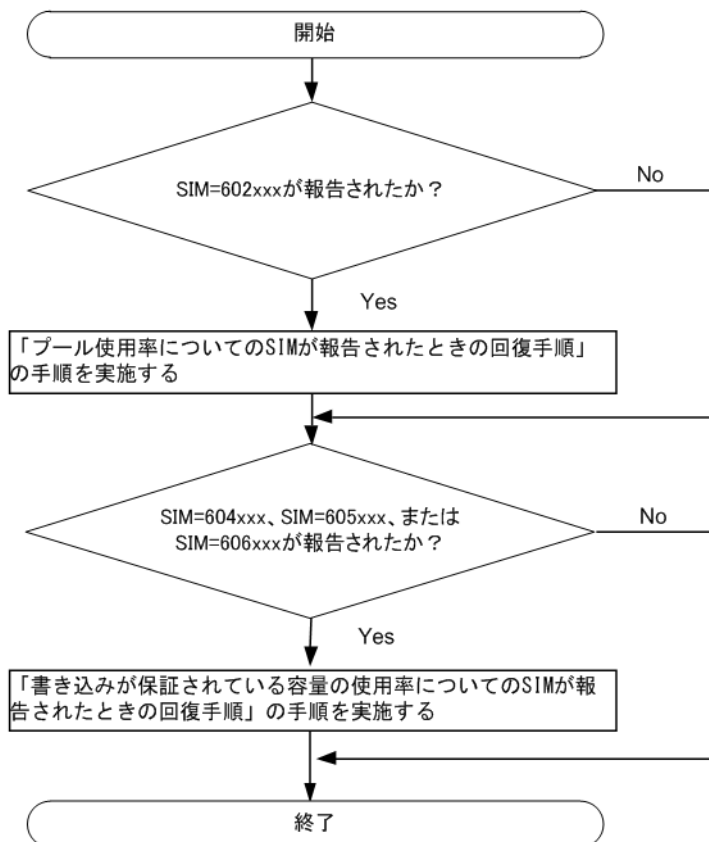 開始
SIM=602xxxが報告されたか？
No
Yes
「プール使用率についてのSIMが報告されたときの回復手順」
の手順を実施する
SIM=604xxx、SIM=605xxx、または
SIM=606xxxが報告されたか？
No
Yes
「書き込みが保証されている容量の使用率についてのSIMが報
告されたときの回復手順」の手順を実施する
終了